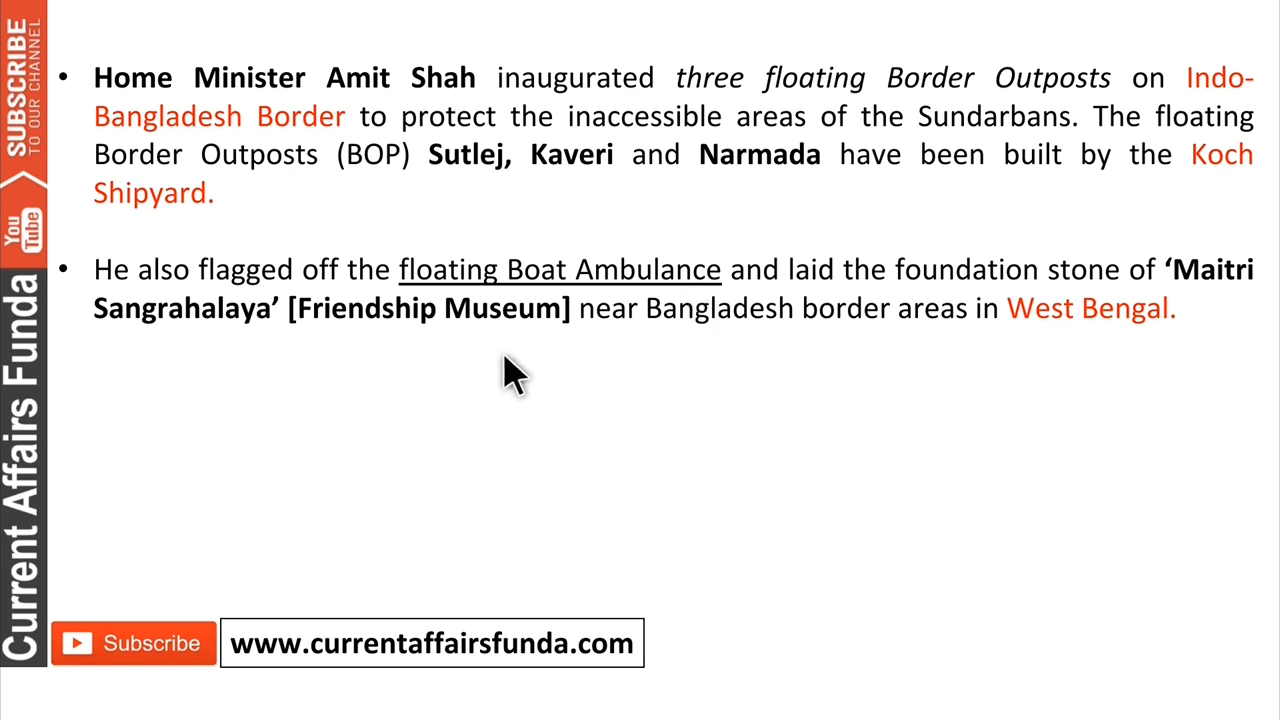 SUBSCRIBE
TO OUR CHANNEL
You
Tube
Current Affairs Funda
• Home Minister Amit Shah inaugurated three floating Border Outposts on Indo-
Bangladesh Border to protect the inaccessible areas of the Sundarbans. The floating
Border Outposts (BOP) Sutlej, Kaveri and Narmada have been built by the Koch
Shipyard.
• He also flagged off the floating Boat Ambulance and laid the foundation stone of ‘Maitri
Sangrahalaya’ [Friendship Museum] near Bangladesh border areas in West Bengal.
Subscribe
www.currentaffairsfunda.com